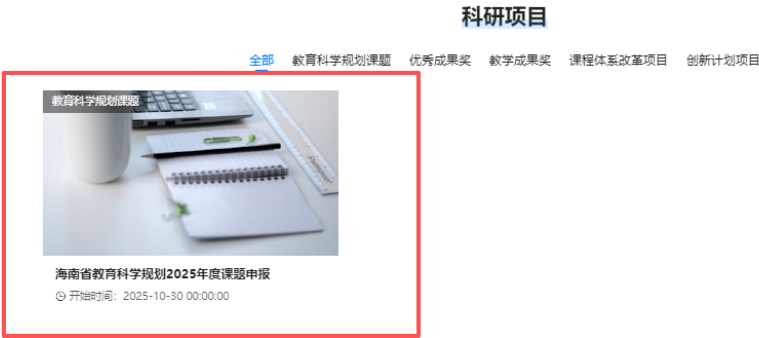 科研项目
全部 教育科学规划课题 优秀成果奖 教学成果奖 课程体系改革项目 创新计划项目
教育科学规划课题
海南省教育科学规划2025年度课题申报
开始时间：2025-10-30 00:00:00